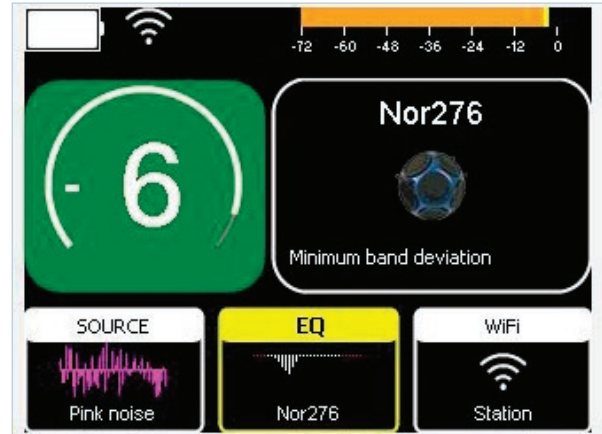 -72 -60 -48 -36 -24 -12 0
- 6
Nor276
Minimum band deviation
SOURCE
Pink noise
EQ
Nor276
WiFi
Station